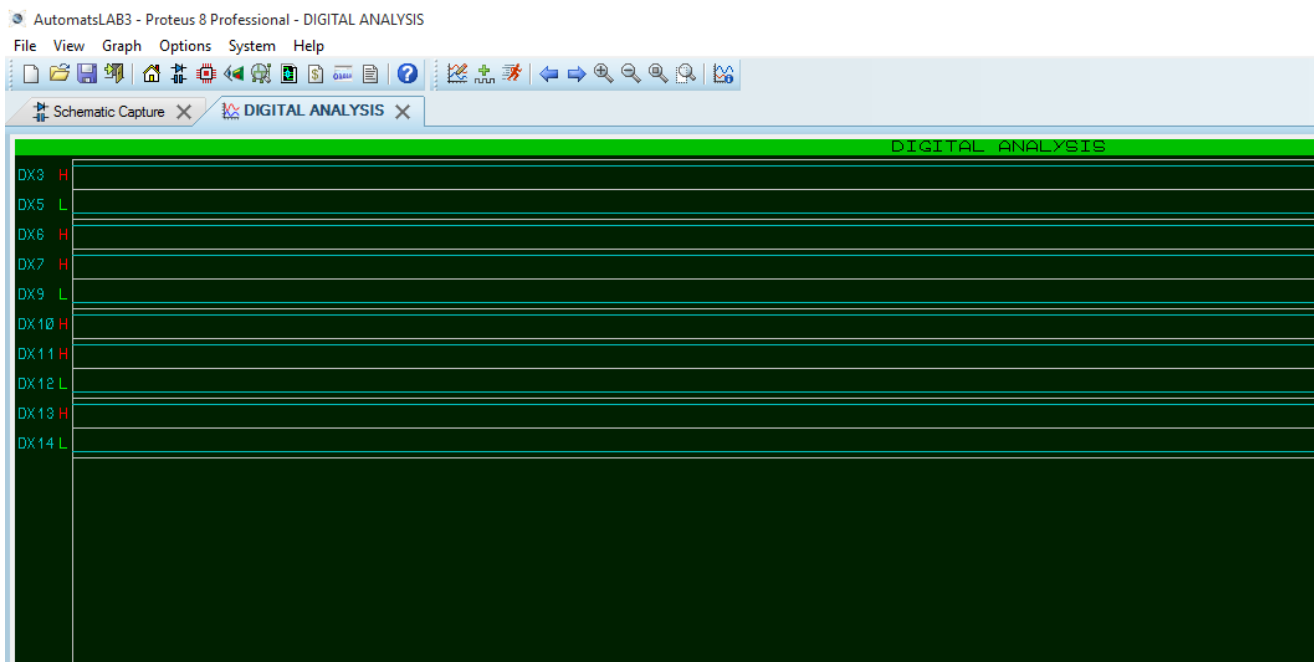 AutomatsLAB3 - Proteus 8 Professional - DIGITAL ANALYSIS
File View Graph Options System Help
Schematic Capture DIGITAL ANALYSIS
DIGITAL ANALYSIS
DX3 H
DX5 L
DX6 H
DX7 H
DX9 L
DX10 H
DX11 H
DX12 L
DX13 H
DX14 L